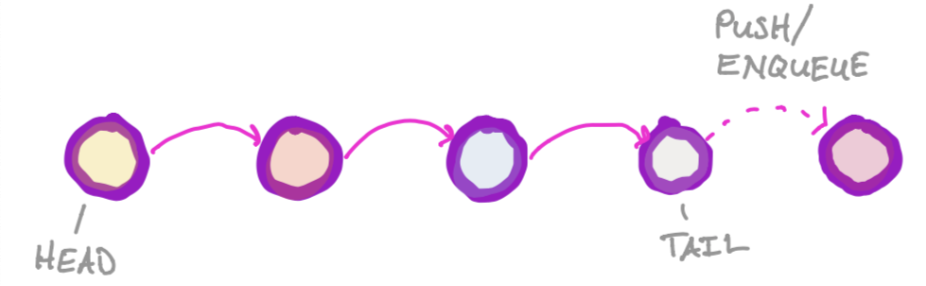 PUSH/
ENQUEUE
HEAD
TAIL